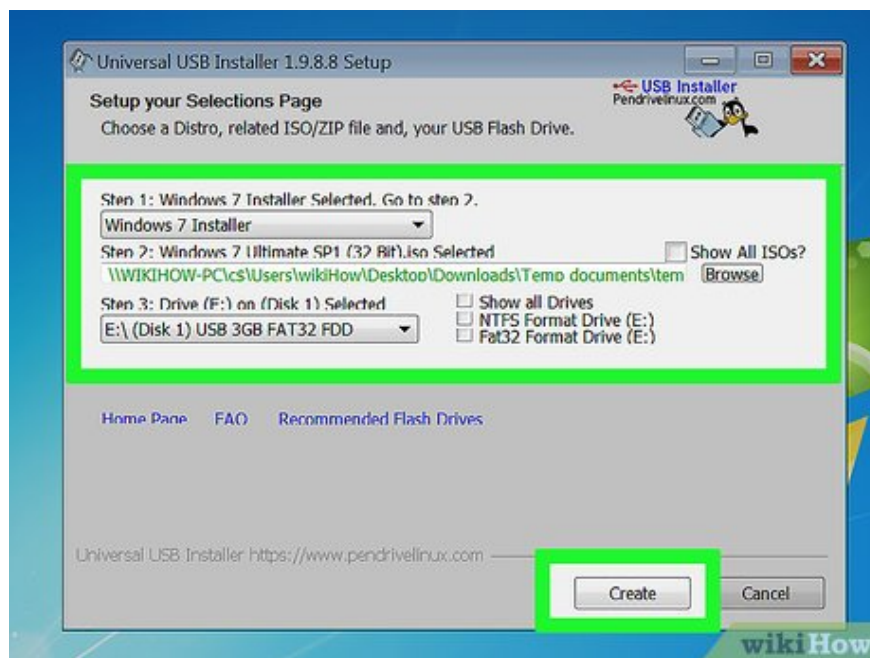 Universal USB Installer 1.9.8.8 Setup
USB Installer
Pendrivelinux.com
Setup your Selections Page
Choose a Distro, related ISO/ZIP file and, your USB Flash Drive.
Step 1: Windows 7 Installer Selected. Go to step 2.
Windows 7 Installer
Step 2: Windows 7 Ultimate SP1 (32 Bit).iso Selected
Show All ISOs?
\\WIKIHOW-PC\c$\Users\wikiHow\Desktop\Downloads\Temp documents\tem
Browse
Step 3: Drive (E:) on (Disk 1) Selected
Show all Drives
E:\ (Disk 1) USB 3GB FAT32 FDD
NTFS Format Drive (E:)
Fat32 Format Drive (E:)
Home Page FAQ Recommended Flash Drives
Universal USB Installer https://www.pendrivelinux.com
Create Cancel
wikiHow